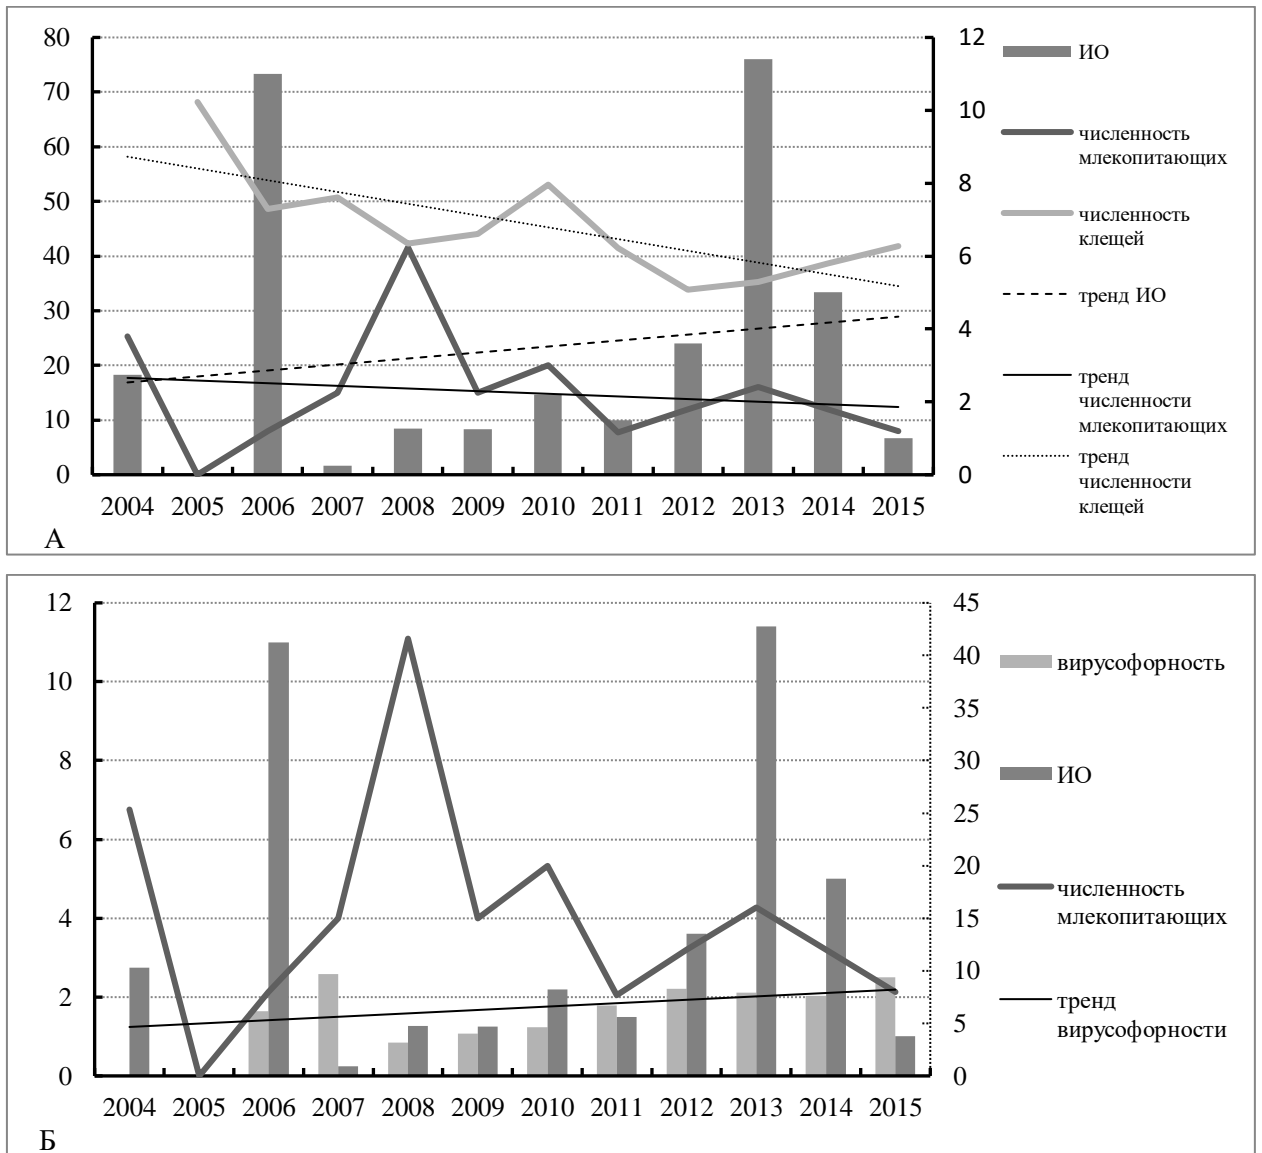 80
70
60
50
40
30
20
10
0
12
10
8
6
4
2
0
2004 2005 2006 2007 2008 2009 2010 2011 2012 2013 2014 2015
А
ИО
численность
млекопитающих
численность
клещей
тренд ИО
тренд
численности
млекопитающих
тренд
численности
клещей
12
10
8
6
4
2
0
45
40
35
30
25
20
15
10
5
0
2004 2005 2006 2007 2008 2009 2010 2011 2012 2013 2014 2015
Б
вирусофорность
ИО
численность
млекопитающих
тренд
вирусофорности